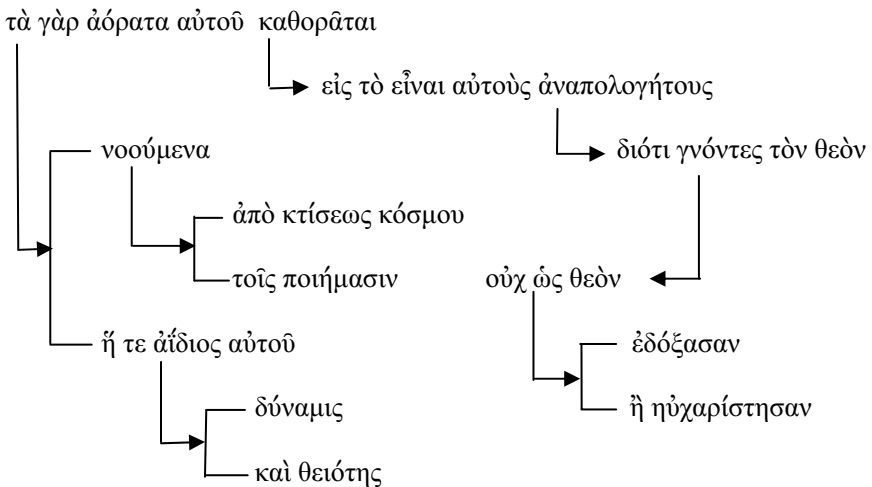 τὰ γὰρ ἀόρατα αὐτοῦ καθορᾶται
εἰς τὸ εἶναι αὐτοὺς ἀναπολογήτους
νοούμενα
διότι γνόντες τὸν θεὸν
ἀπὸ κτίσεως κόσμου
τοῖς ποιήμασιν
οὐχ ὡς θεὸν
ἥ τε ἀΐδιος αὐτοῦ
ἐδόξασαν
δύναμις
ἢ ηὐχαρίστησαν
καὶ θειότης